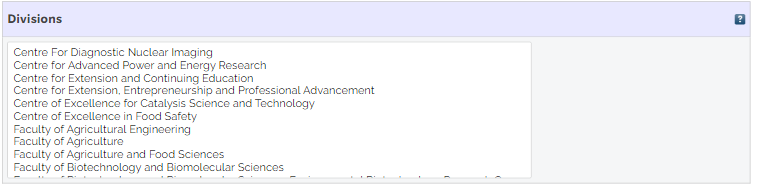 Divisions
?
Centre For Diagnostic Nuclear Imaging
Centre for Advanced Power and Energy Research
Centre for Extension and Continuing Education
Centre for Extension, Entrepreneurship and Professional Advancement
Centre of Excellence for Catalysis Science and Technology
Centre of Excellence in Food Safety
Faculty of Agricultural Engineering
Faculty of Agriculture
Faculty of Agriculture and Food Sciences
Faculty of Biotechnology and Biomolecular Sciences